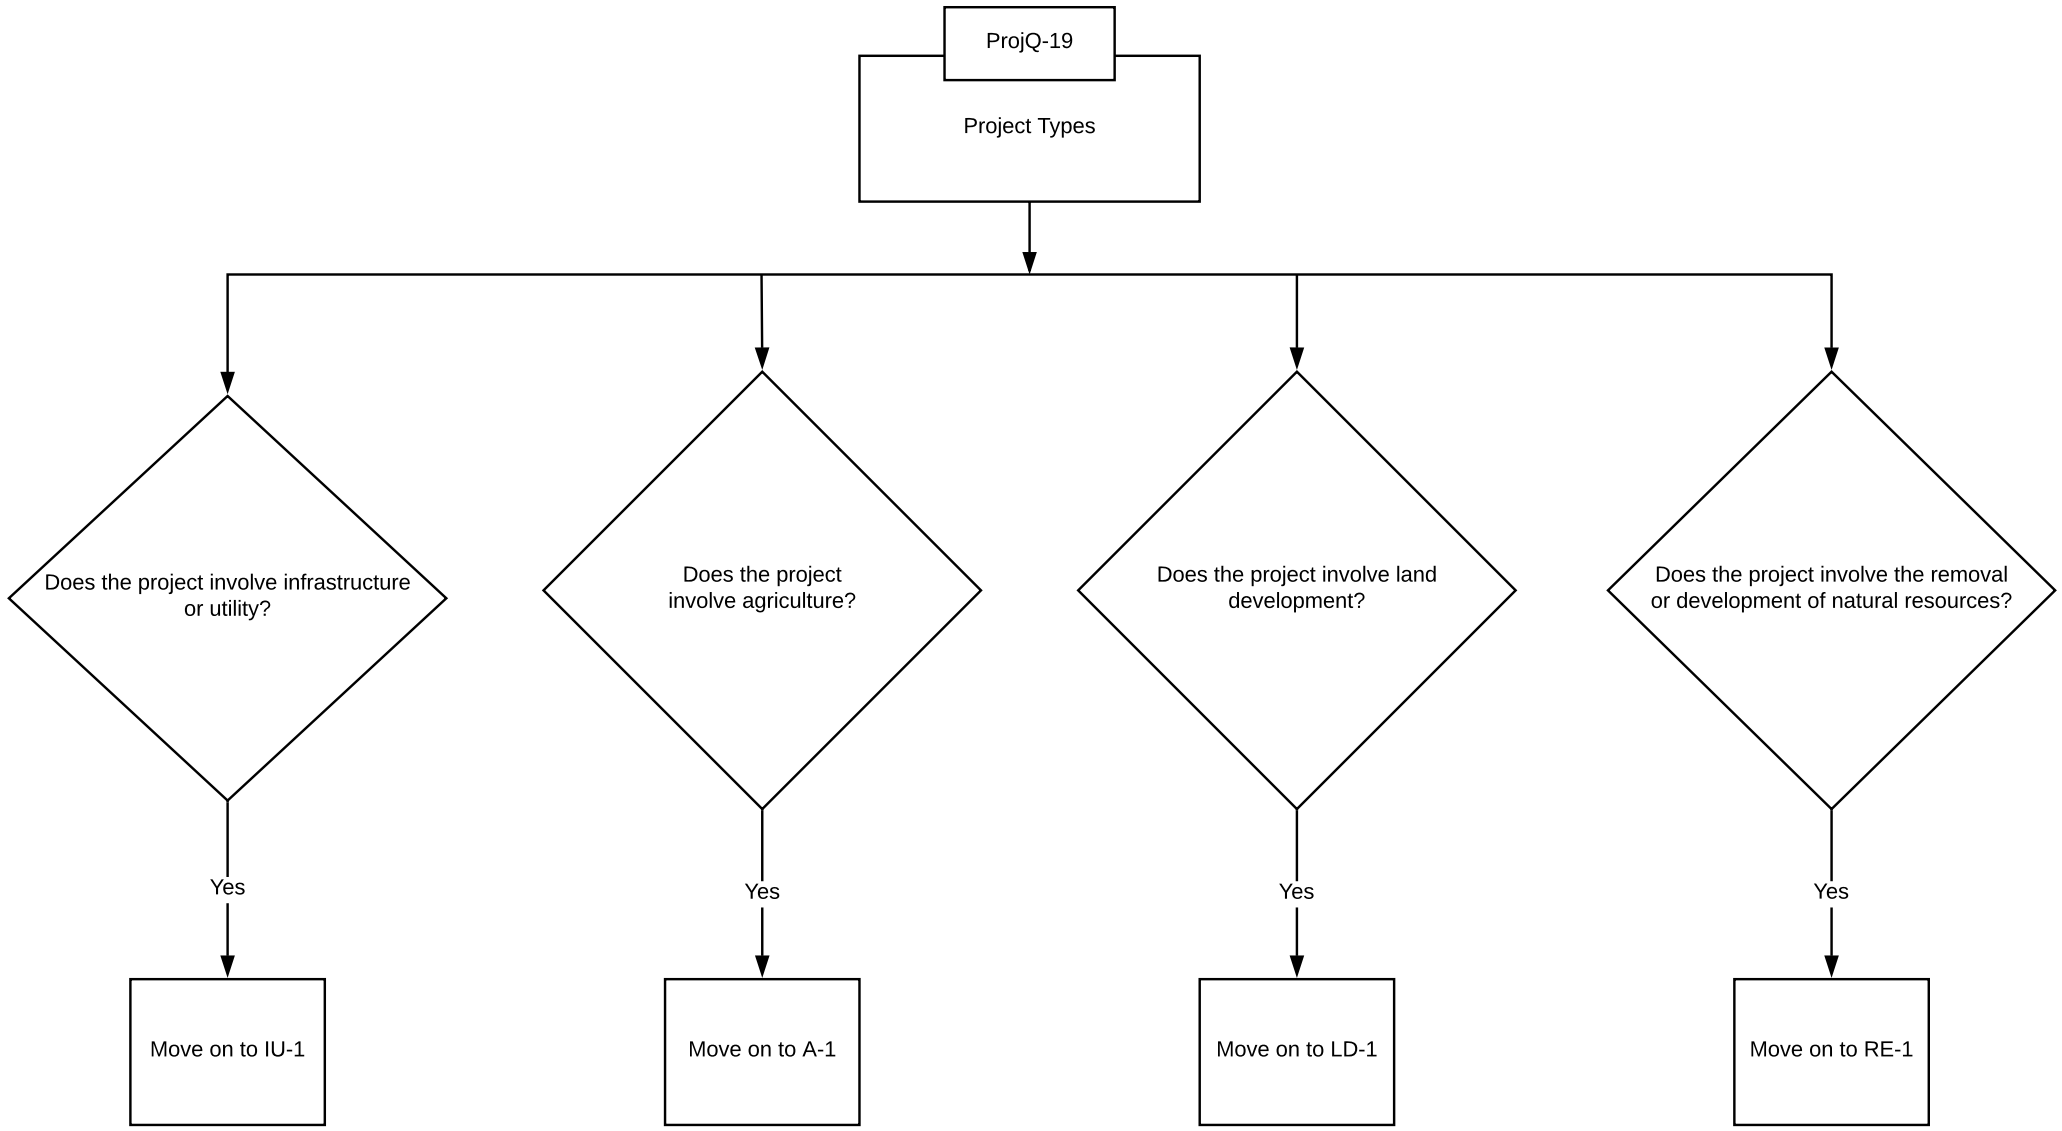 ProjQ-19
Project Types
Does the project involve infrastructure
or utility?
Does the project
involve agriculture?
Does the project involve land
development?
Does the project involve the removal
or development of natural resources?
Yes
Yes
Yes
Yes
Move on to IU-1
Move on to A-1
Move on to LD-1
Move on to RE-1